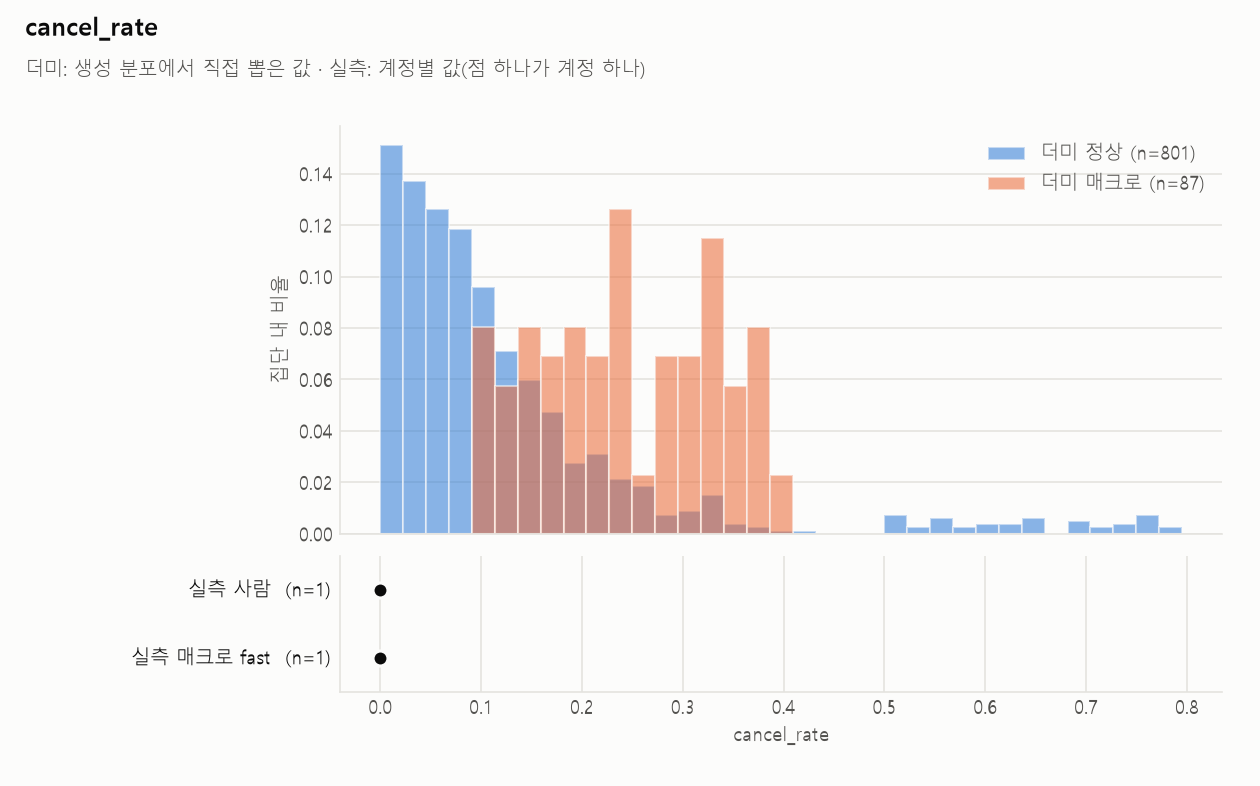 cancel_rate
더미: 생성 분포에서 직접 뽑은 값 · 실측: 계정별 값(점 하나가 계정 하나)
더미 정상 (n=801)
더미 매크로 (n=87)
집단 내 비율
0.14
0.12
0.10
0.08
0.06
0.04
0.02
0.00
실측 사람 (n=1)
실측 매크로 fast (n=1)
0.0 0.1 0.2 0.3 0.4 0.5 0.6 0.7 0.8
cancel_rate